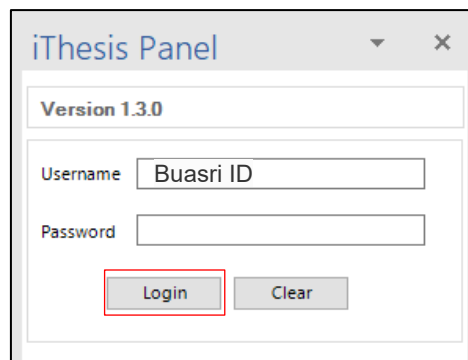 iThesis Panel
Version 1.3.0
Username Buasri ID
Password
Login Clear